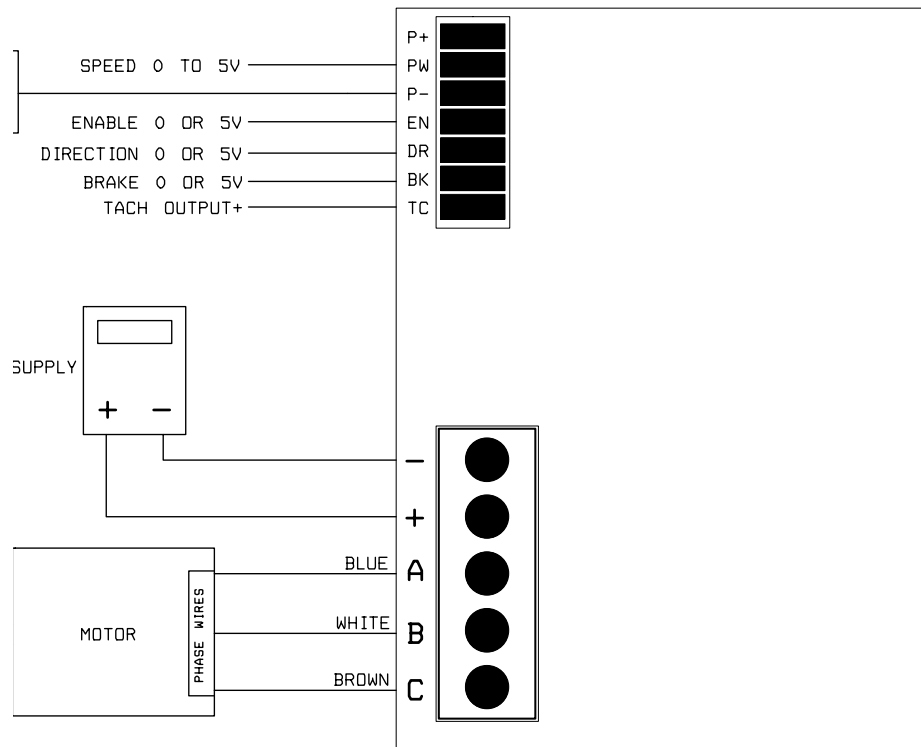 P+
SPEED 0 TO 5V PW
P-
ENABLE 0 OR 5V EN
DIRECTION 0 OR 5V DR
BRAKE 0 OR 5V BK
TACH OUTPUT+ TC
SUPPLY
+ -
-
+
BLUE A
WHITE B
BROWN C
MOTOR
PHASE WIRES